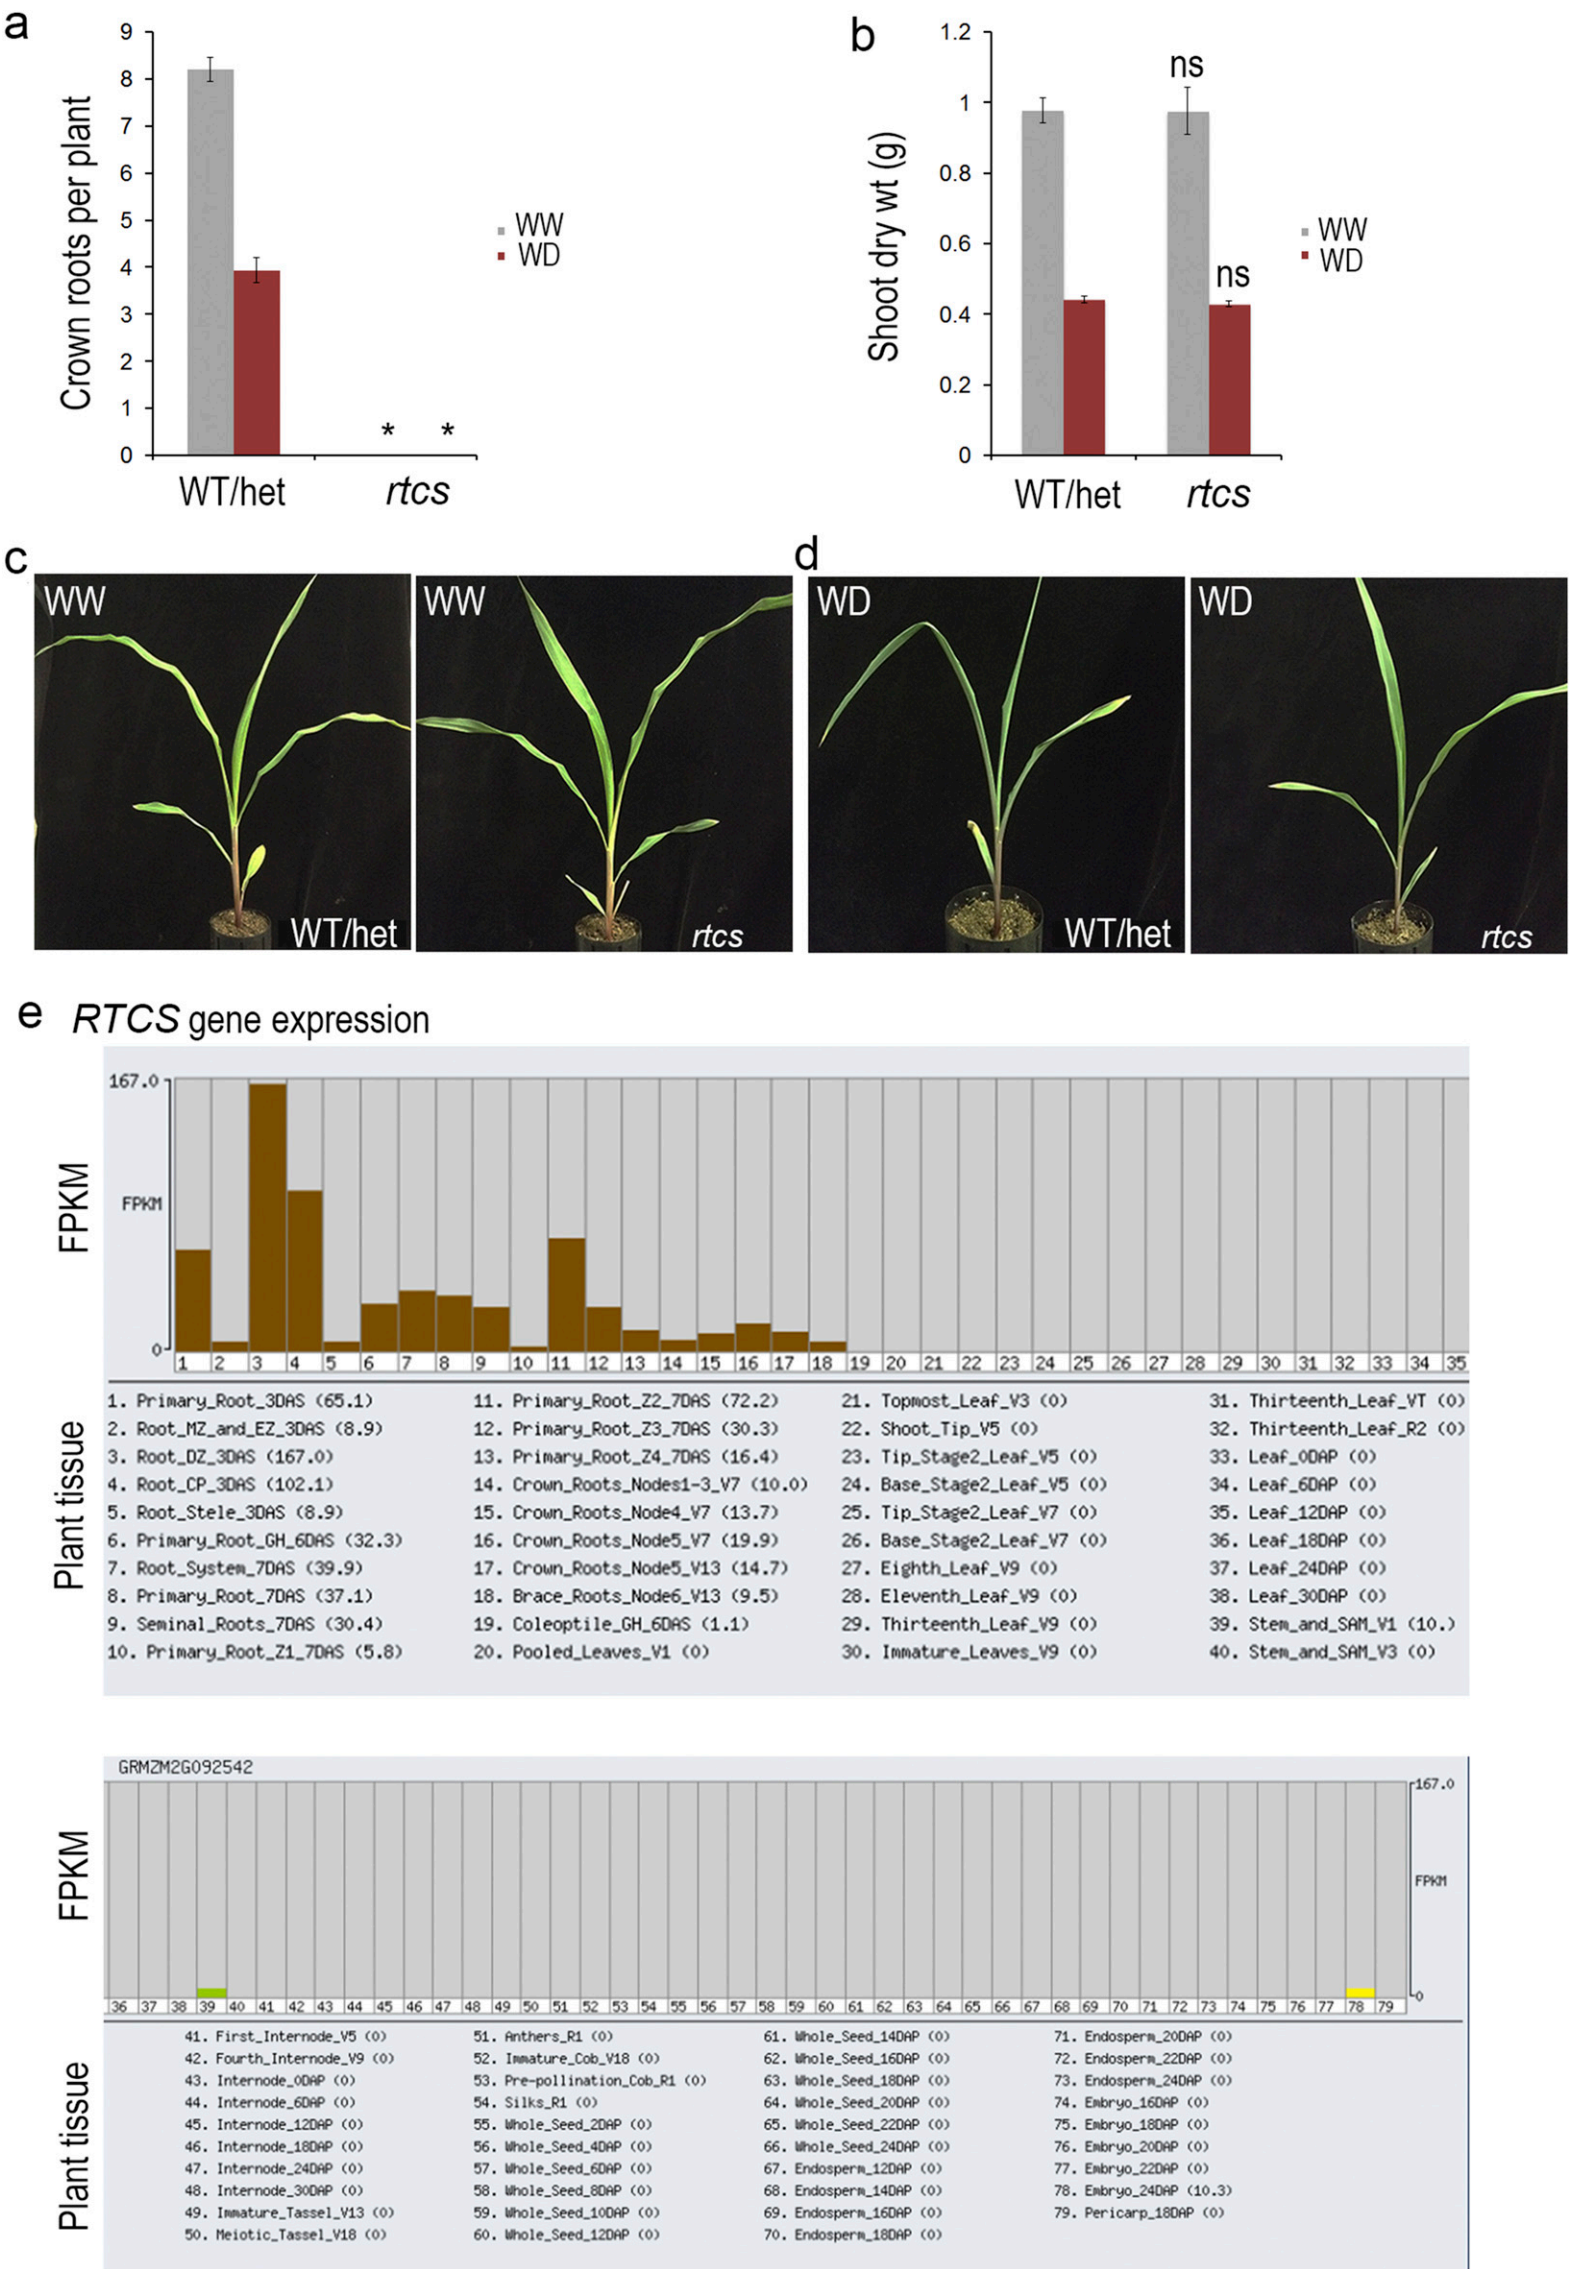 a
9
8
7
6
5
4
3
2
1
0
Crown roots per plant
WW
WD
* *
WT/het rtcs
b
1.2
1
0.8
0.6
0.4
0.2
0
Shoot dry wt (g)
ns
ns
WW
WD
WT/het rtcs
c
WW
WT/het
WW
rtcs
d
WD
WT/het
WD
rtcs
e RTCS gene expression
FPKM
167.0
FPKM
0
1 2 3 4 5 6 7 8 9 10 11 12 13 14 15 16 17 18 19 20 21 22 23 24 25 26 27 28 29 30 31 32 33 34 35
Plant tissue
1. Primary_Root_3DAS (65.1)
2. Root_MZ_and_EZ_3DAS (8.9)
3. Root_DZ_3DAS (167.0)
4. Root_CP_3DAS (102.1)
5. Root_Stele_3DAS (8.9)
6. Primary_Root_GH_6DAS (32.3)
7. Root_System_7DAS (39.9)
8. Primary_Root_7DAS (37.1)
9. Seminal_Roots_7DAS (30.4)
10. Primary_Root_Z1_7DAS (5.8)
11. Primary_Root_Z2_7DAS (72.2)
12. Primary_Root_Z3_7DAS (30.3)
13. Primary_Root_Z4_7DAS (16.4)
14. Crown_Roots_Nodes1-3_V7 (10.0)
15. Crown_Roots_Node4_V7 (13.7)
16. Crown_Roots_Node5_V7 (19.9)
17. Crown_Roots_Node5_V13 (14.7)
18. Brace_Roots_Node6_V13 (9.5)
19. Coleoptile_GH_6DAS (1.1)
20. Pooled_Leaves_V1 (0)
21. Topmost_Leaf_V3 (0)
22. Shoot_Tip_V5 (0)
23. Tip_Stage2_Leaf_V5 (0)
24. Base_Stage2_Leaf_V5 (0)
25. Tip_Stage2_Leaf_V7 (0)
26. Base_Stage2_Leaf_V7 (0)
27. Eighth_Leaf_V9 (0)
28. Eleventh_Leaf_V9 (0)
29. Thirteenth_Leaf_V9 (0)
30. Immature_Leaves_V9 (0)
31. Thirteenth_Leaf_VT (0)
32. Thirteenth_Leaf_R2 (0)
33. Leaf_0DAP (0)
34. Leaf_6DAP (0)
35. Leaf_12DAP (0)
36. Leaf_18DAP (0)
37. Leaf_24DAP (0)
38. Leaf_30DAP (0)
39. Stem_and_SAM_V1 (10.)
40. Stem_and_SAM_V3 (0)
GRMZM2G092542
FPKM
167.0
FPKM
0
36 37 38 39 40 41 42 43 44 45 46 47 48 49 50 51 52 53 54 55 56 57 58 59 60 61 62 63 64 65 66 67 68 69 70 71 72 73 74 75 76 77 78 79
Plant tissue
41. First_Internode_V5 (0)
42. Fourth_Internode_V9 (0)
43. Internode_0DAP (0)
44. Internode_6DAP (0)
45. Internode_12DAP (0)
46. Internode_18DAP (0)
47. Internode_24DAP (0)
48. Internode_30DAP (0)
49. Immature_Tassel_V13 (0)
50. Meiotic_Tassel_V18 (0)
51. Anthers_R1 (0)
52. Immature_Cob_V18 (0)
53. Pre-pollination_Cob_R1 (0)
54. Silks_R1 (0)
55. Whole_Seed_2DAP (0)
56. Whole_Seed_4DAP (0)
57. Whole_Seed_6DAP (0)
58. Whole_Seed_8DAP (0)
59. Whole_Seed_10DAP (0)
60. Whole_Seed_12DAP (0)
61. Whole_Seed_14DAP (0)
62. Whole_Seed_16DAP (0)
63. Whole_Seed_18DAP (0)
64. Whole_Seed_20DAP (0)
65. Whole_Seed_22DAP (0)
66. Whole_Seed_24DAP (0)
67. Endosperm_12DAP (0)
68. Endosperm_14DAP (0)
69. Endosperm_16DAP (0)
70. Endosperm_18DAP (0)
71. Endosperm_20DAP (0)
72. Endosperm_22DAP (0)
73. Endosperm_24DAP (0)
74. Embryo_16DAP (0)
75. Embryo_18DAP (0)
76. Embryo_20DAP (0)
77. Embryo_22DAP (0)
78. Embryo_24DAP (10.3)
79. Pericarp_18DAP (0)